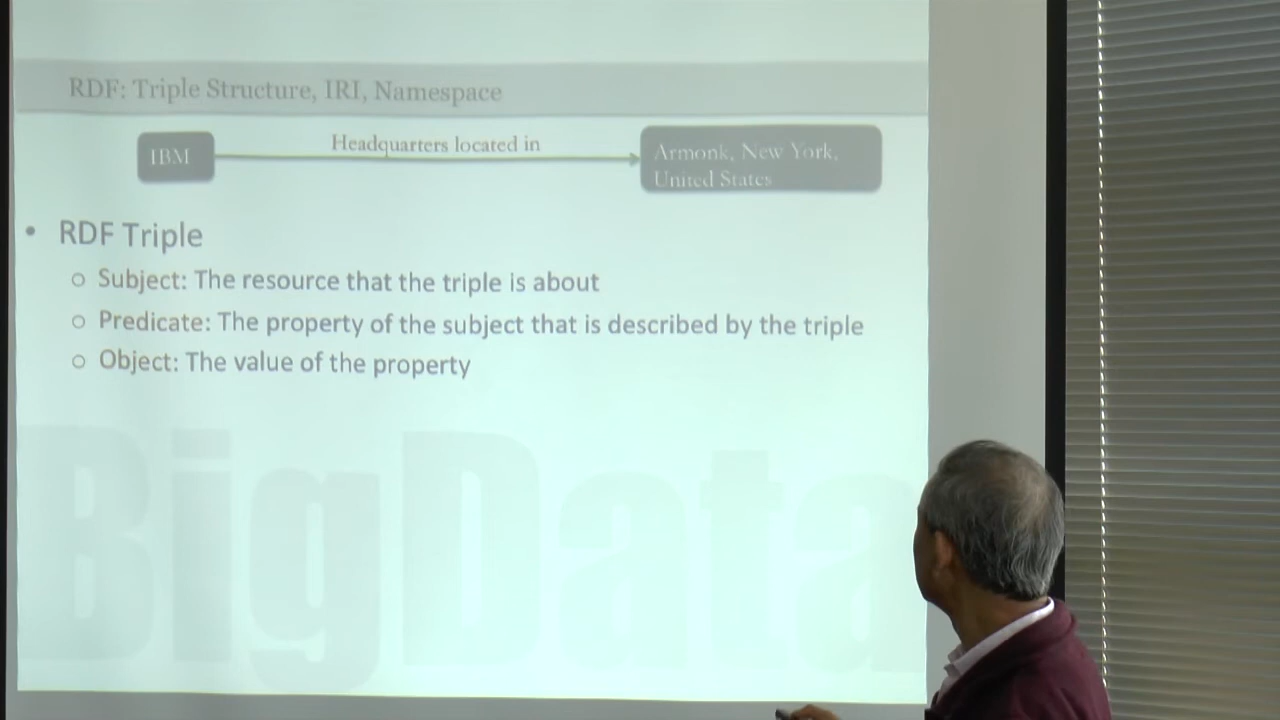 RDF: Triple Structure, IRI, Namespace
IBM
Headquarters located in
Armonk, New York,
United States
• RDF Triple
○ Subject: The resource that the triple is about
○ Predicate: The property of the subject that is described by the triple
○ Object: The value of the property
BigData